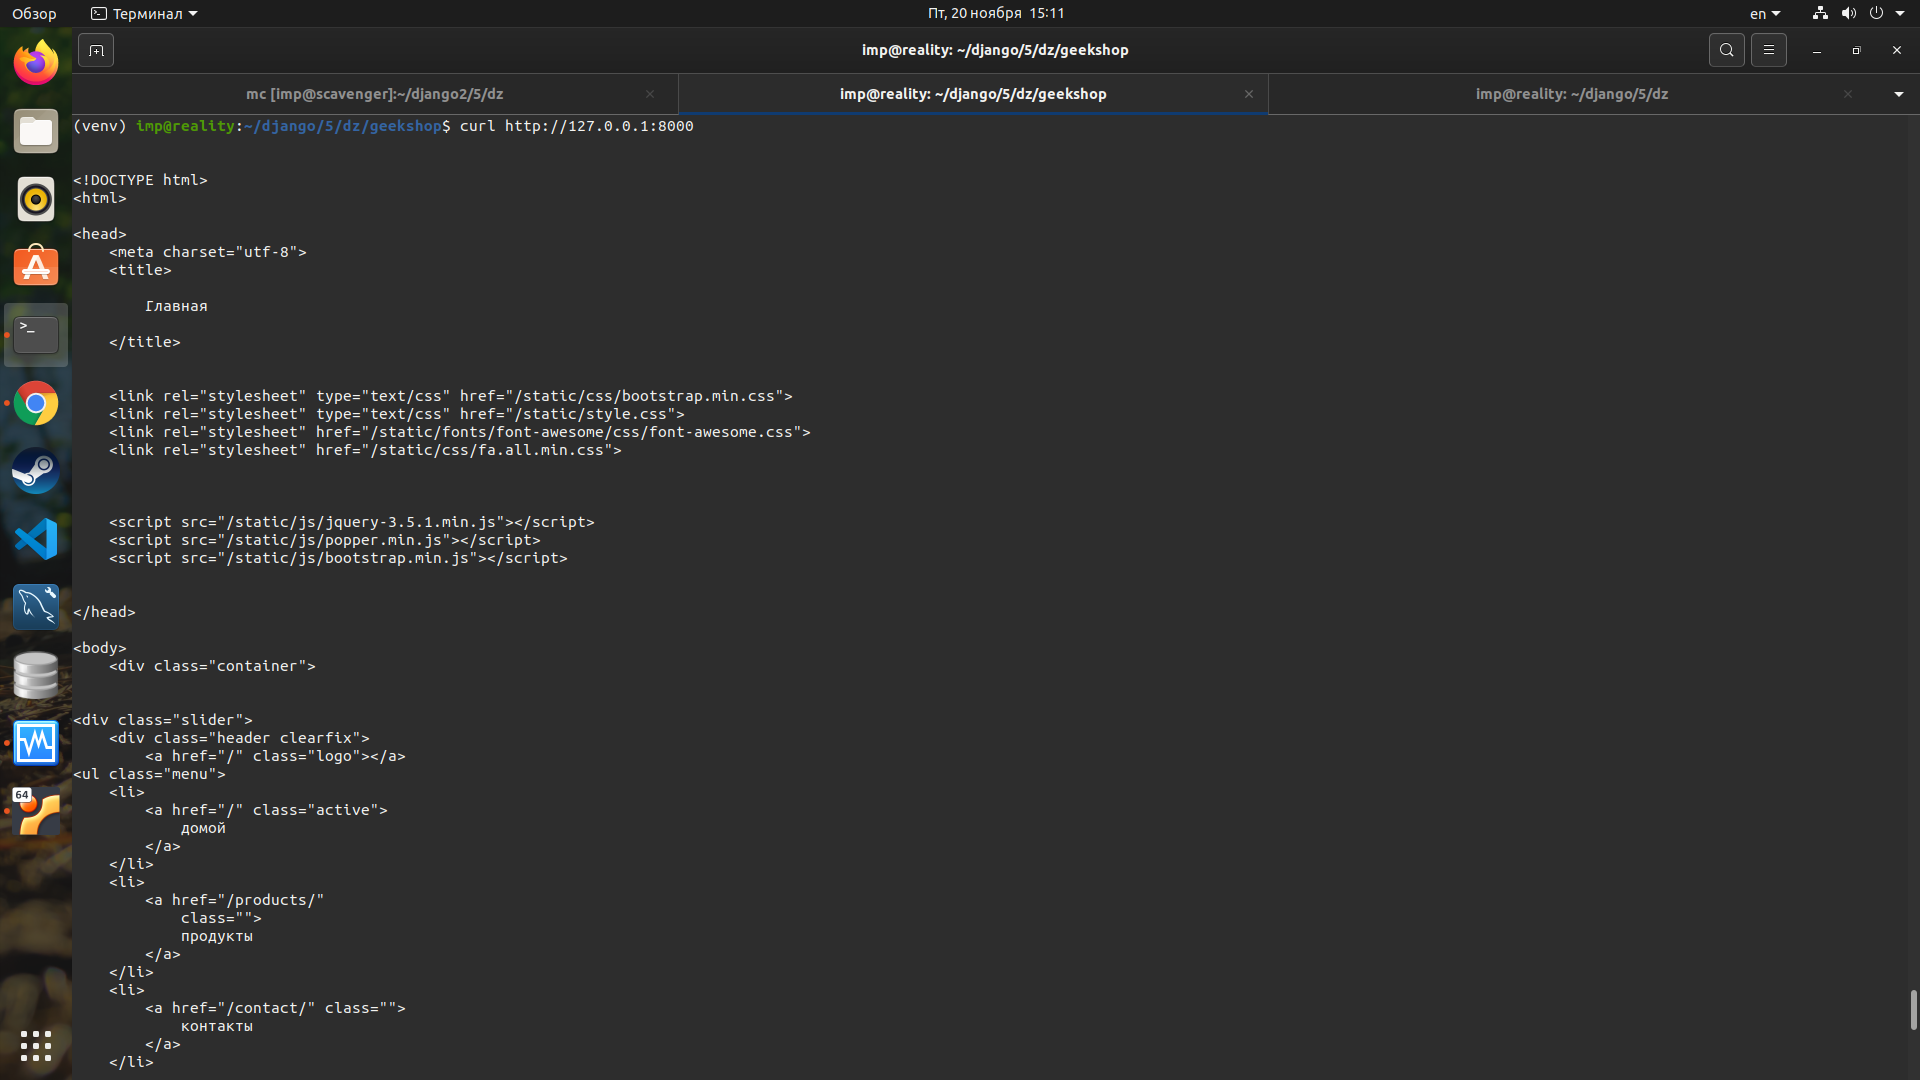 Обзор Терминал Пт, 20 ноября 15:11 en
imp@reality: ~/django/5/dz/geekshop
mc [imp@scavenger]:~/django2/5/dz imp@reality: ~/django/5/dz/geekshop imp@reality: ~/django/5/dz
(venv) imp@reality:~/django/5/dz/geekshop$ curl http://127.0.0.1:8000
<!DOCTYPE html>
<html>
<head>
<meta charset="utf-8">
<title>
Главная
</title>
<link rel="stylesheet" type="text/css" href="/static/css/bootstrap.min.css">
<link rel="stylesheet" type="text/css" href="/static/style.css">
<link rel="stylesheet" href="/static/fonts/font-awesome/css/font-awesome.css">
<link rel="stylesheet" href="/static/css/fa.all.min.css">
<script src="/static/js/jquery-3.5.1.min.js"></script>
<script src="/static/js/popper.min.js"></script>
<script src="/static/js/bootstrap.min.js"></script>
</head>
<body>
<div class="container">
<div class="slider">
<div class="header clearfix">
<a href="/" class="logo"></a>
<ul class="menu">
<li>
<a href="/" class="active">
домой
</a>
</li>
<li>
<a href="/products/"
class="">
продукты
</a>
</li>
<li>
<a href="/contact/" class="">
контакты
</a>
</li>
>_
64